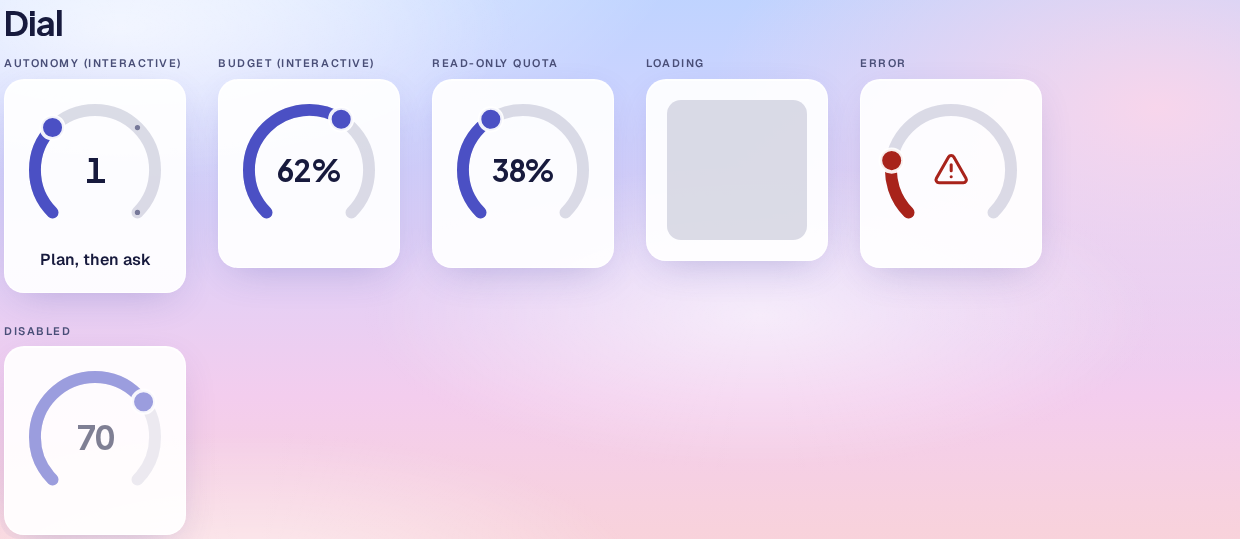 Dial
AUTONOMY (INTERACTIVE)
BUDGET (INTERACTIVE)
READ-ONLY QUOTA
LOADING
ERROR
1
62%
38%
Plan, then ask
DISABLED
70